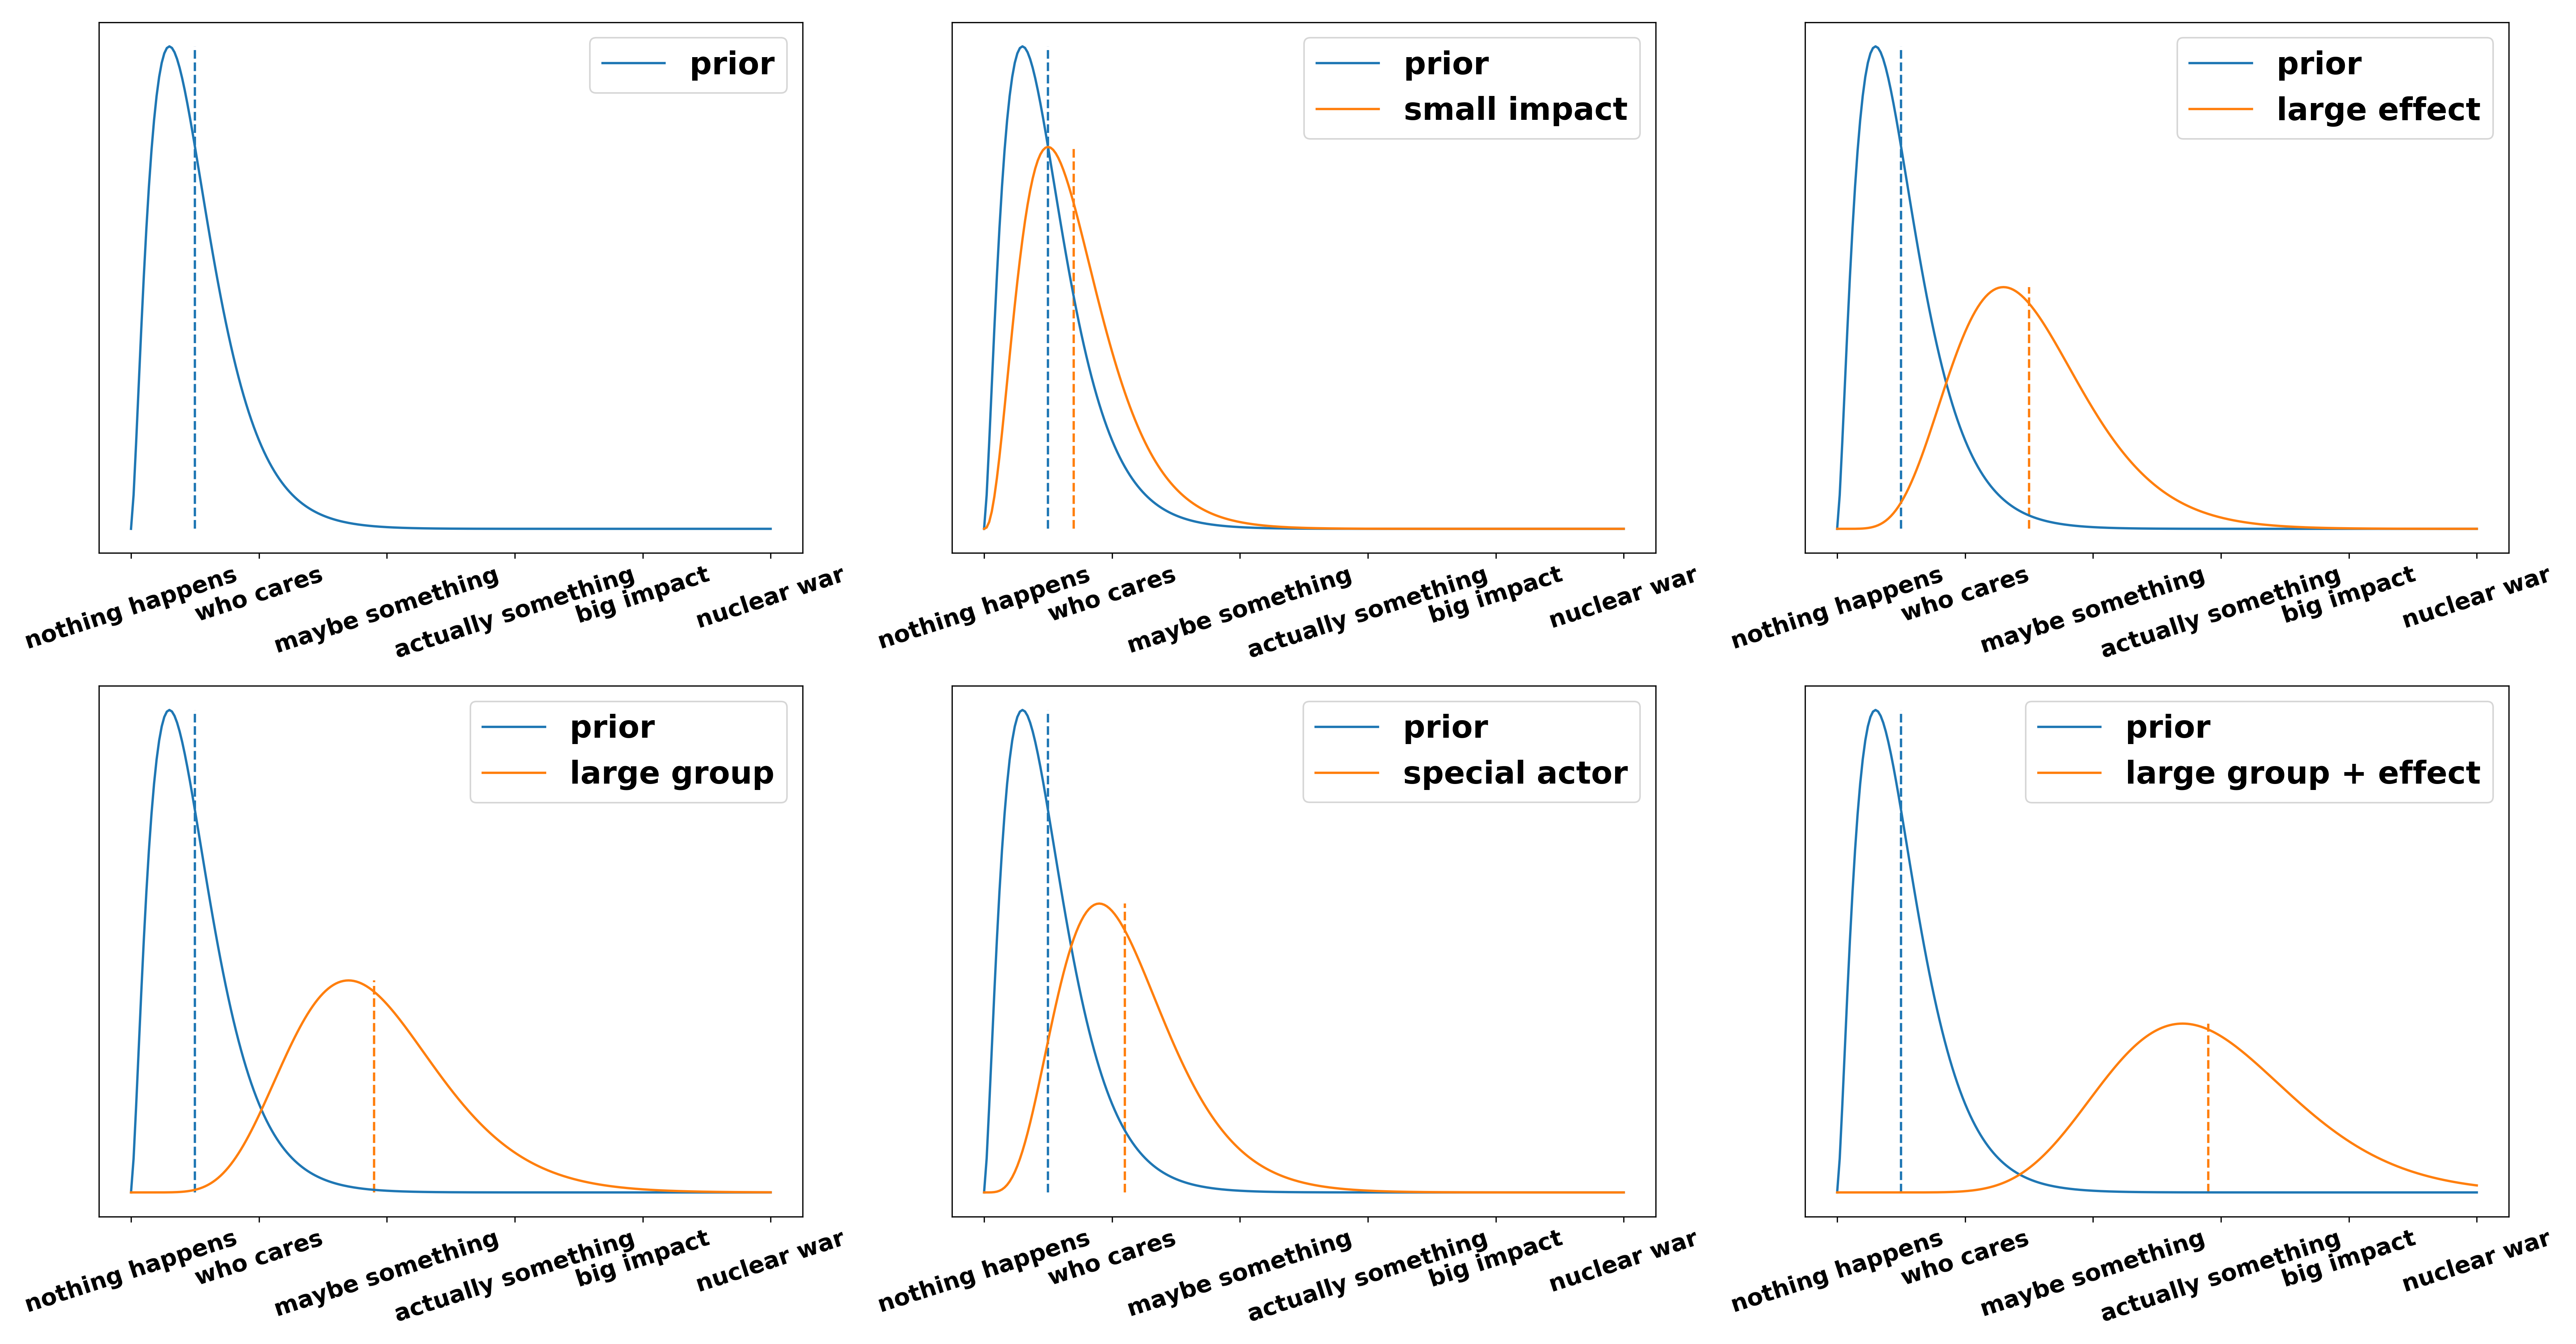 prior
nothing happens
who cares
maybe something
actually something
big impact
nuclear war
prior
small impact
nothing happens
who cares
maybe something
actually something
big impact
nuclear war
prior
large effect
nothing happens
who cares
maybe something
actually something
big impact
nuclear war
prior
large group
nothing happens
who cares
maybe something
actually something
big impact
nuclear war
prior
special actor
nothing happens
who cares
maybe something
actually something
big impact
nuclear war
prior
large group + effect
nothing happens
who cares
maybe something
actually something
big impact
nuclear war